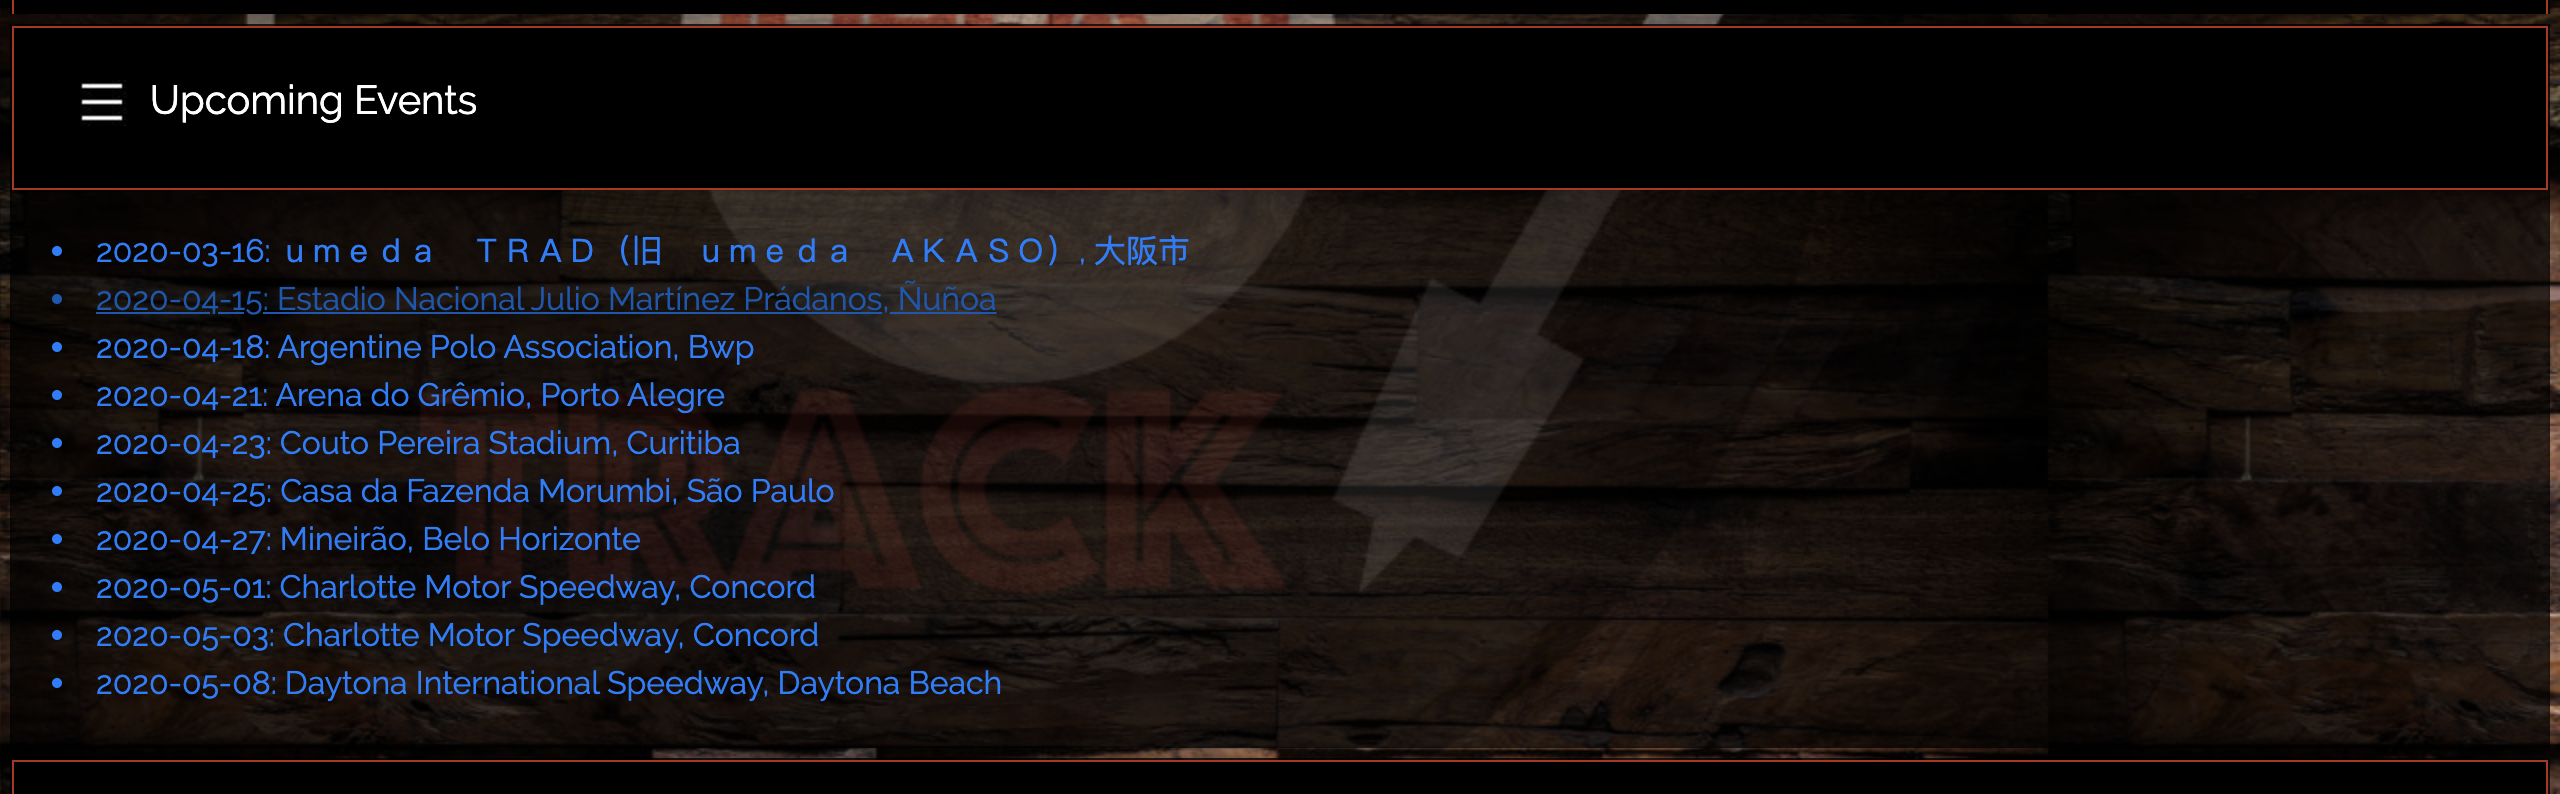 Upcoming Events
2020-03-16: ｕｍｅｄａ　ＴＲＡＤ（旧　ｕｍｅｄａ　ＡＫＡＳＯ）, 大阪市
2020-04-15: Estadio Nacional Julio Martínez Prádanos, Ñuñoa
2020-04-18: Argentine Polo Association, Bwp
2020-04-21: Arena do Grêmio, Porto Alegre
2020-04-23: Couto Pereira Stadium, Curitiba
2020-04-25: Casa da Fazenda Morumbi, São Paulo
2020-04-27: Mineirão, Belo Horizonte
2020-05-01: Charlotte Motor Speedway, Concord
2020-05-03: Charlotte Motor Speedway, Concord
2020-05-08: Daytona International Speedway, Daytona Beach
TRACK